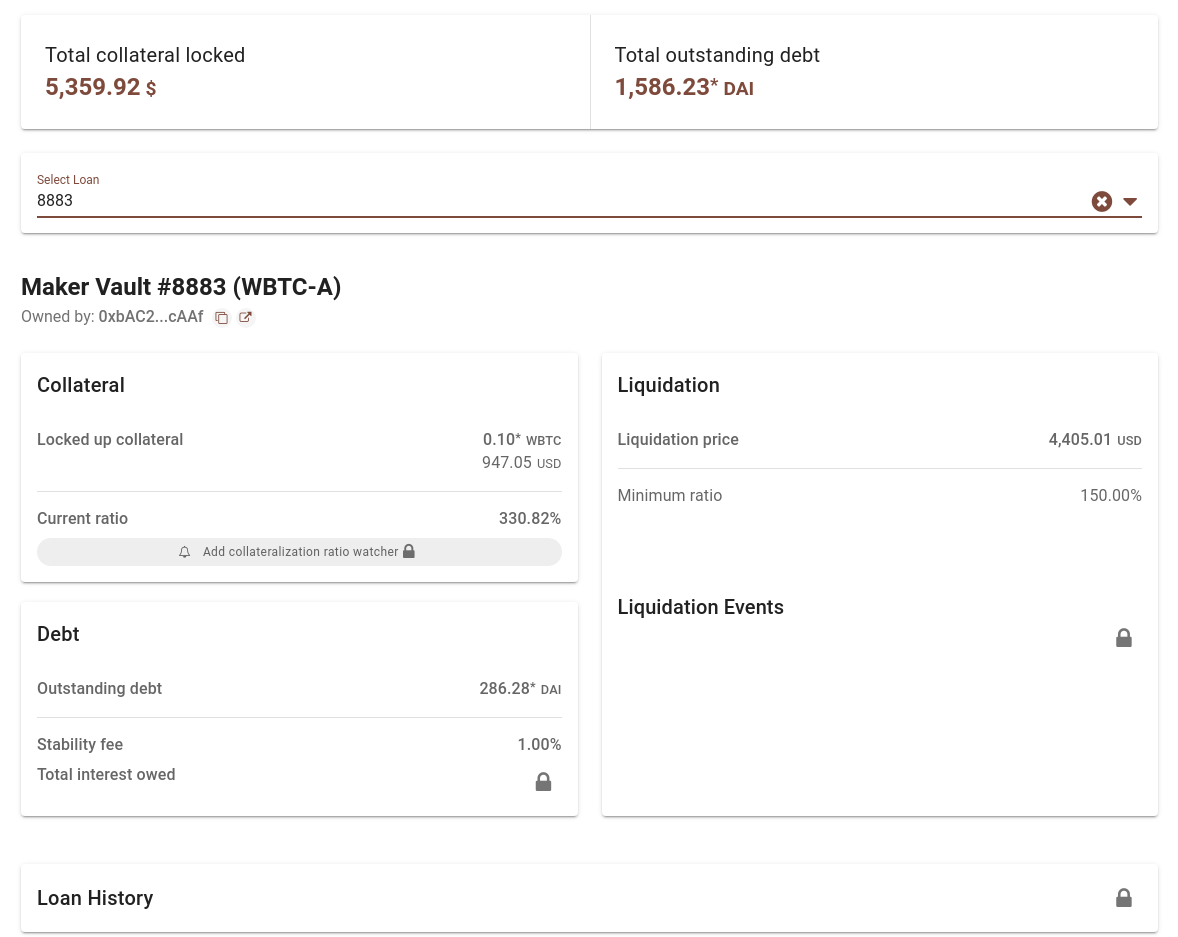 Total collateral locked
5,359.92 $
Total outstanding debt
1,586.23* DAI
Select Loan
8883
Maker Vault #8883 (WBTC-A)
Owned by: 0xbAC2...cAAf
Collateral
Locked up collateral
0.10* WBTC
947.05 USD
Current ratio
330.82%
Add collateralization ratio watcher
Liquidation
Liquidation price
4,405.01 USD
Minimum ratio
150.00%
Liquidation Events
Debt
Outstanding debt
286.28* DAI
Stability fee
1.00%
Total interest owed
Loan History